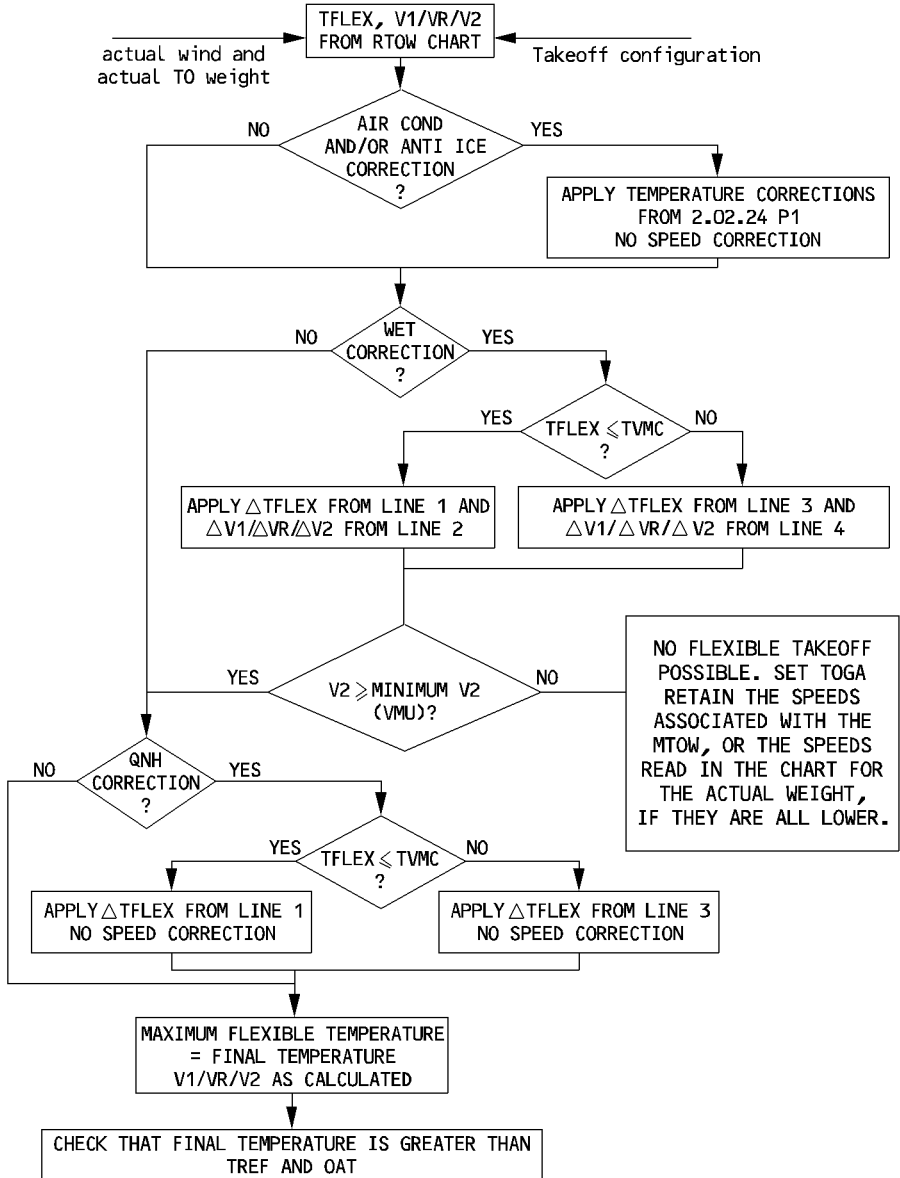 TFLEX, V1/VR/V2
FROM RTOW CHART
actual wind and
actual TO weight
Takeoff configuration
AIR COND
AND/OR ANTI ICE
CORRECTION
?
NO
YES
APPLY TEMPERATURE CORRECTIONS
FROM 2.02.24 P1
NO SPEED CORRECTION
WET
CORRECTION
?
NO
YES
TFLEX ⩽ TVMC
?
YES
NO
APPLY △TFLEX FROM LINE 1 AND
△V1/△VR/△V2 FROM LINE 2
APPLY △TFLEX FROM LINE 3 AND
△V1/△VR/△V2 FROM LINE 4
V2 ⩾ MINIMUM V2
(VMU)?
YES
NO
NO FLEXIBLE TAKEOFF
POSSIBLE. SET TOGA
RETAIN THE SPEEDS
ASSOCIATED WITH THE
MTOW, OR THE SPEEDS
READ IN THE CHART FOR
THE ACTUAL WEIGHT,
IF THEY ARE ALL LOWER.
QNH
CORRECTION
?
NO
YES
TFLEX ⩽ TVMC
?
YES
NO
APPLY △TFLEX FROM LINE 1
NO SPEED CORRECTION
APPLY △TFLEX FROM LINE 3
NO SPEED CORRECTION
MAXIMUM FLEXIBLE TEMPERATURE
= FINAL TEMPERATURE
V1/VR/V2 AS CALCULATED
CHECK THAT FINAL TEMPERATURE IS GREATER THAN
TREF AND OAT